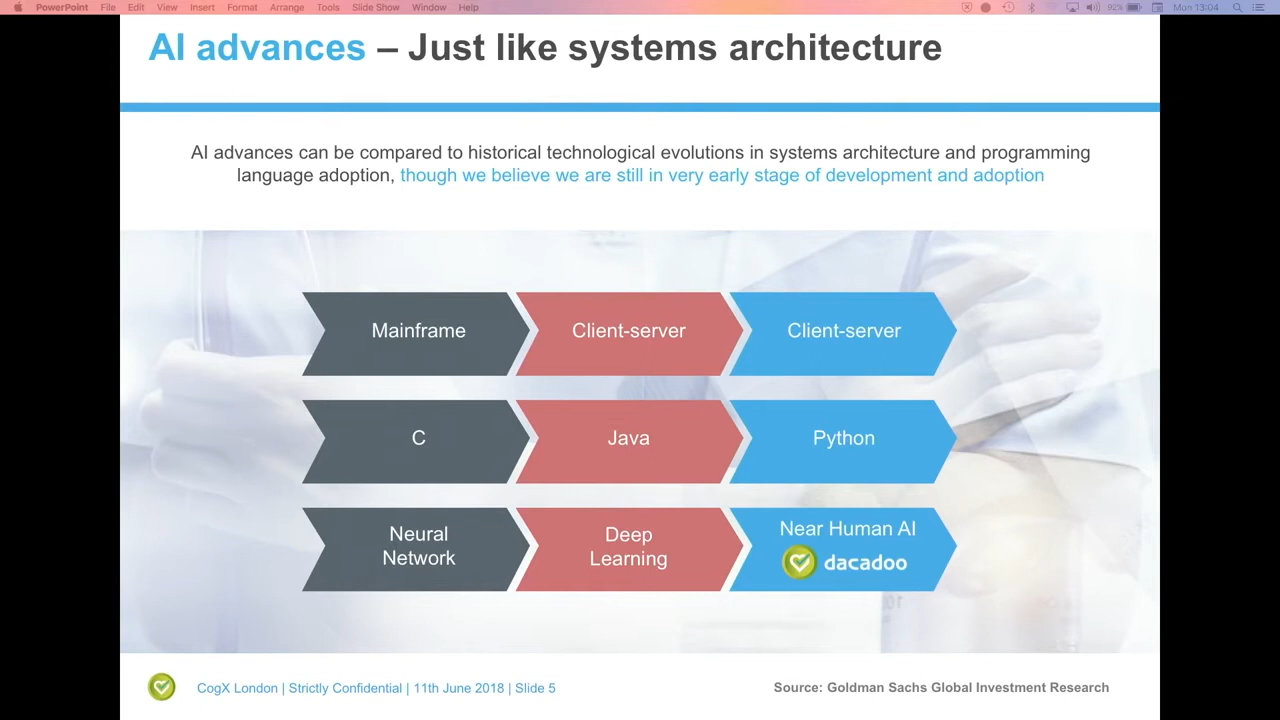 PowerPoint File Edit View Insert Format Arrange Tools Slide Show Window Help 92% Mon 13:04
AI advances – Just like systems architecture
AI advances can be compared to historical technological evolutions in systems architecture and programming
language adoption, though we believe we are still in very early stage of development and adoption
Mainframe Client-server Client-server
C Java Python
Neural Network Deep Learning Near Human AI
dacadoo
CogX London | Strictly Confidential | 11th June 2018 | Slide 5 Source: Goldman Sachs Global Investment Research